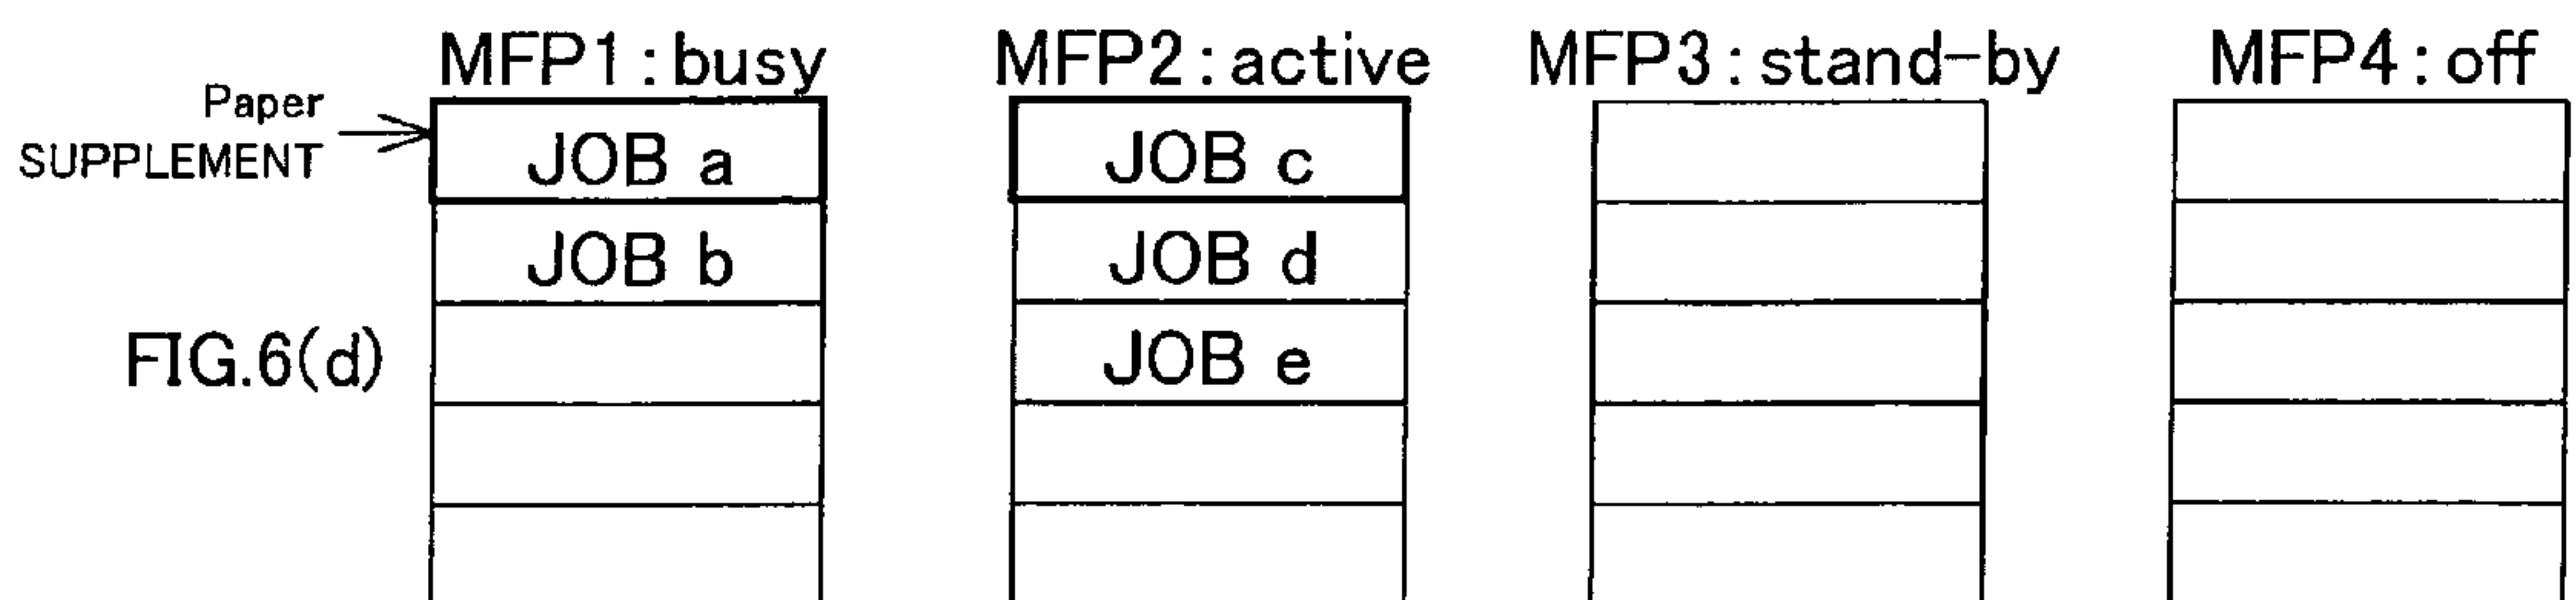 MFP1:busy
MFP2:active
MFP3:stand-by
MFP4:off
Paper
SUPPLEMENT
JOB a
JOB b
JOB c
JOB d
JOB e
FIG.6(d)